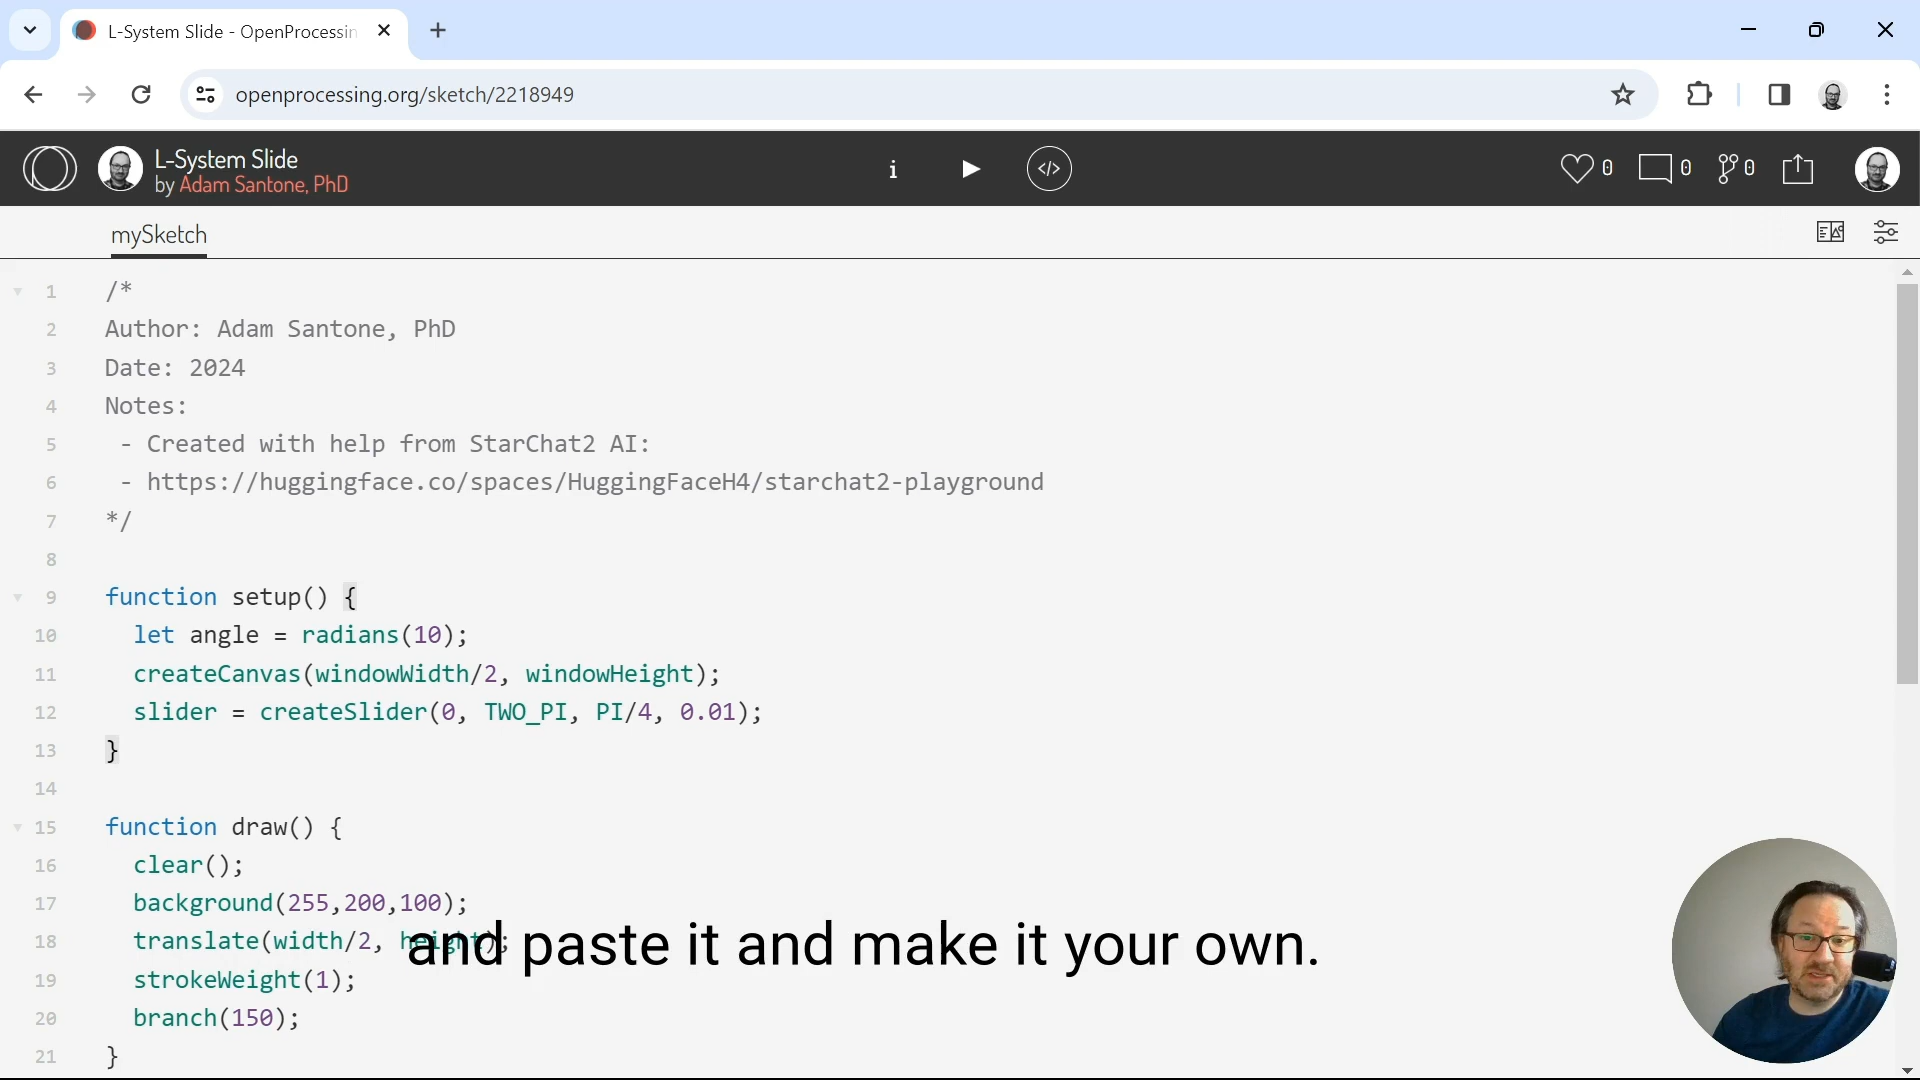 L-System Slide - OpenProcessin
openprocessing.org/sketch/2218949
L-System Slide
by Adam Santone, PhD
i
</>
0
0
0
mySketch
1 /*
2 Author: Adam Santone, PhD
3 Date: 2024
4 Notes:
5 - Created with help from StarChat2 AI:
6 - https://huggingface.co/spaces/HuggingFaceH4/starchat2-playground
7 */
8
9 function setup() {
10 let angle = radians(10);
11 createCanvas(windowWidth/2, windowHeight);
12 slider = createSlider(0, TWO_PI, PI/4, 0.01);
13 }
14
15 function draw() {
16 clear();
17 background(255,200,100);
18 translate(width/2, height);
19 strokeWeight(1);
20 branch(150);
21 }
and paste it and make it your own.